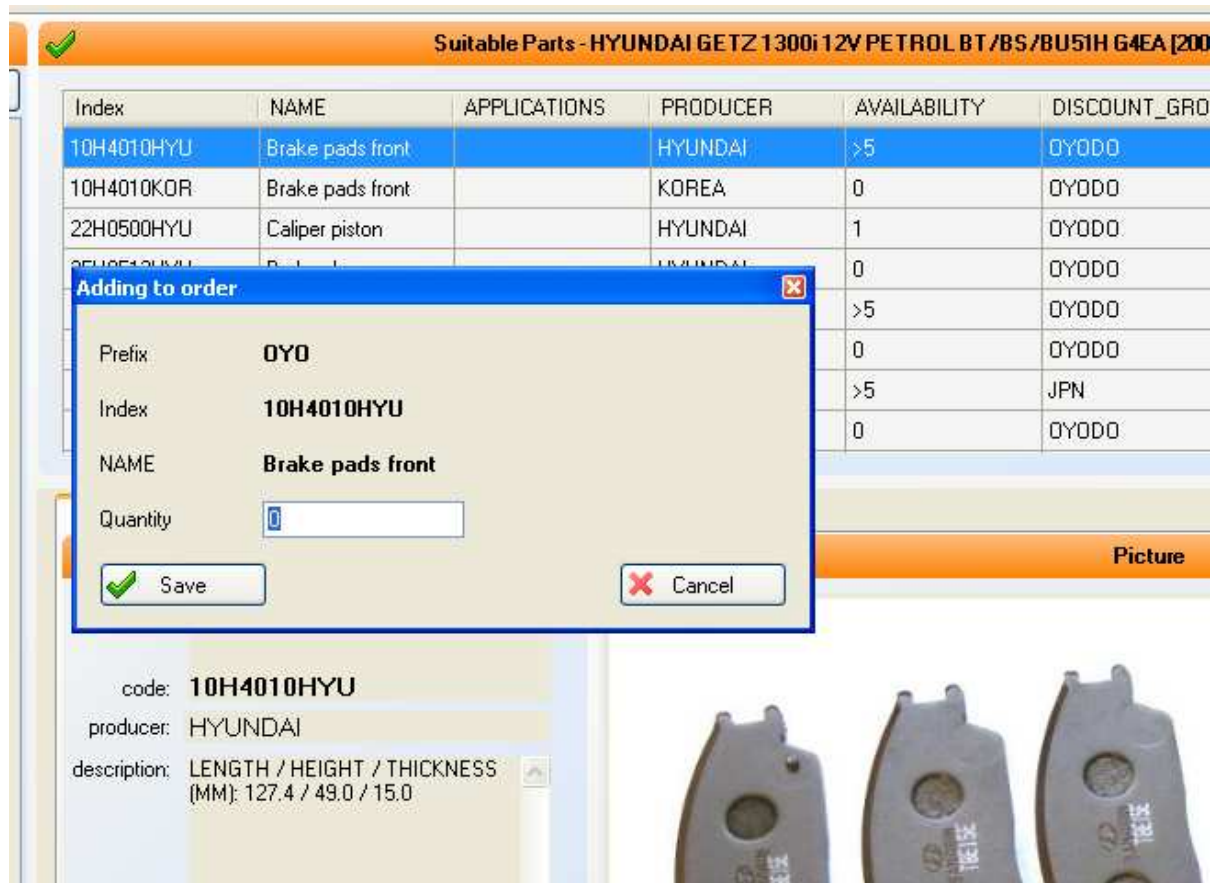 Suitable Parts - HYUNDAI GETZ 1300i 12V PETROL BT /BS/BU51H G4EA [200
Index NAME APPLICATIONS PRODUCER AVAILABILITY DISCOUNT_GRO
10H4010HYU Brake pads front HYUNDAI >5 OYODO
10H4010KOR Brake pads front KOREA 0 OYODO
22H0500HYU Caliper piston HYUNDAI 1 OYODO
HYUNDAI 0 OYODO
>5 OYODO
0 OYODO
>5 JPN
0 OYODO
Adding to order
Prefix OYO
Index 10H4010HYU
NAME Brake pads front
Quantity 0
Save Cancel
Picture
code: 10H4010HYU
producer: HYUNDAI
description: LENGTH / HEIGHT / THICKNESS
(MM): 127.4 / 49.0 / 15.0